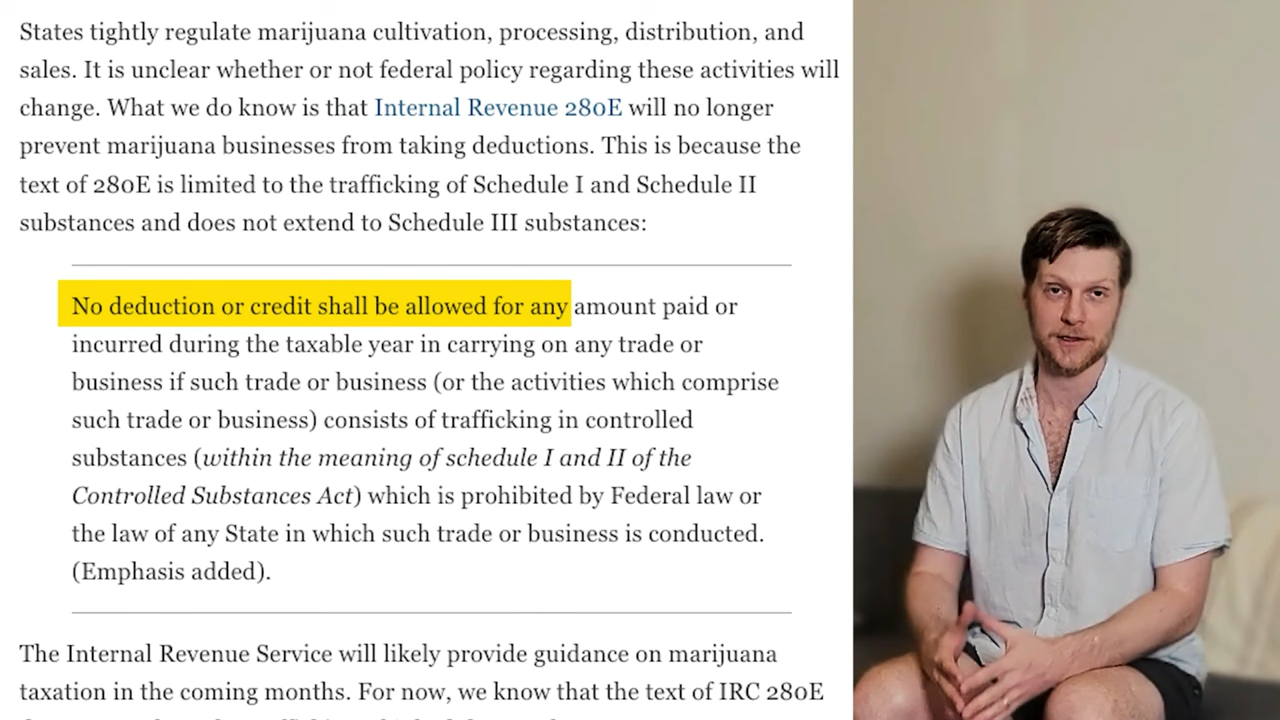 States tightly regulate marijuana cultivation, processing, distribution, and
sales. It is unclear whether or not federal policy regarding these activities will
change. What we do know is that Internal Revenue 280E will no longer
prevent marijuana businesses from taking deductions. This is because the
text of 280E is limited to the trafficking of Schedule I and Schedule II
substances and does not extend to Schedule III substances:
No deduction or credit shall be allowed for any amount paid or
incurred during the taxable year in carrying on any trade or
business if such trade or business (or the activities which comprise
such trade or business) consists of trafficking in controlled
substances (within the meaning of schedule I and II of the
Controlled Substances Act) which is prohibited by Federal law or
the law of any State in which such trade or business is conducted.
(Emphasis added).
The Internal Revenue Service will likely provide guidance on marijuana
taxation in the coming months. For now, we know that the text of IRC 280E